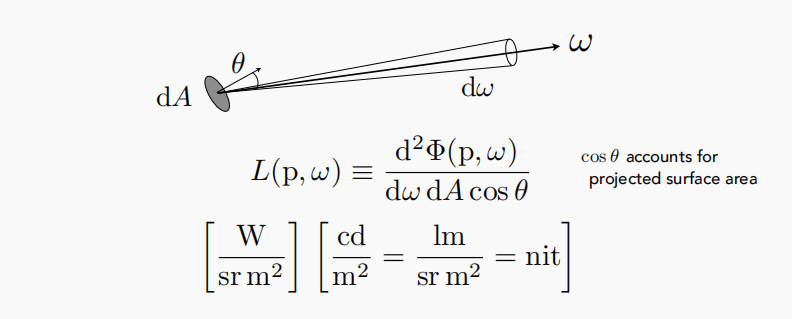 θ
ω
dA
dω
L(p, ω) ≡ d²Φ(p, ω) / dω dA cos θ
cos θ accounts for
projected surface area
[W / sr m²] [cd / m² = lm / sr m² = nit]